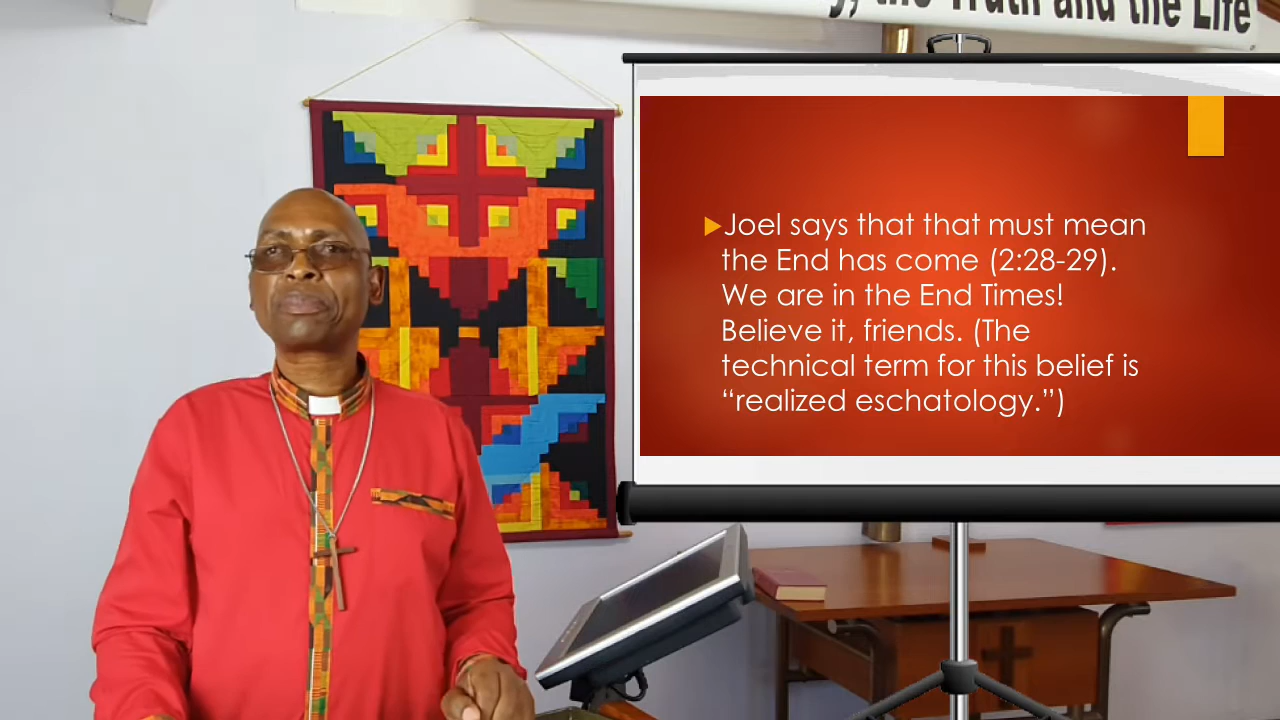 the Truth and the Life
Joel says that that must mean
the End has come (2:28-29).
We are in the End Times!
Believe it, friends. (The
technical term for this belief is
“realized eschatology.”)